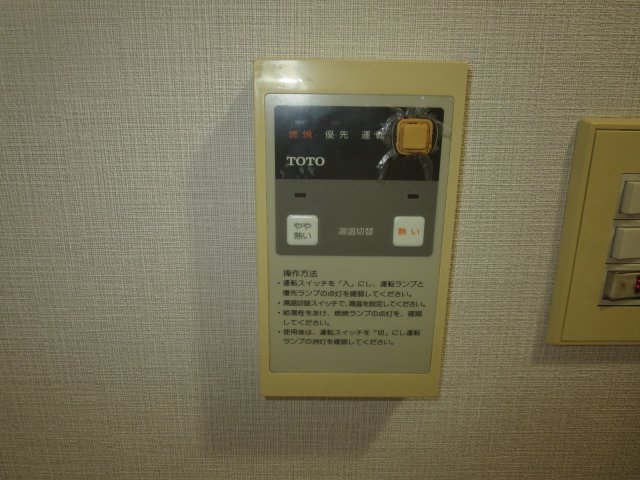 燃焼 優先 運
TOTO
やや
熱い
湯温切替
熱い
操作方法
・運転スイッチを「入」にし、運転ランプと
優先ランプの点灯を確認してください。
・湯温切替スイッチで、湯温を設定してください。
・給湯栓をあけ、燃焼ランプの点灯を、確認
してください。
・使用後は、運転スイッチを「切」にし運転
ランプの消灯を確認してください。